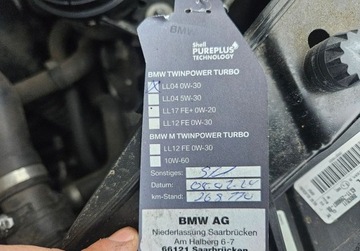 BMW
Shell
PUREPLUS
TECHNOLOGY
BMW TWINPOWER TURBO
LL04 0W-30
LL04 5W-30
LL17 FE+ 0W-20
LL12 FE 0W-30
BMW M TWINPOWER TURBO
LL12 FE 0W-30
10W-60
Sonstiges:
Datum:
km-Stand:
BMW AG
Niederlassung Saarbrücken
Am Halberg 6-7
66121 Saarbrücken